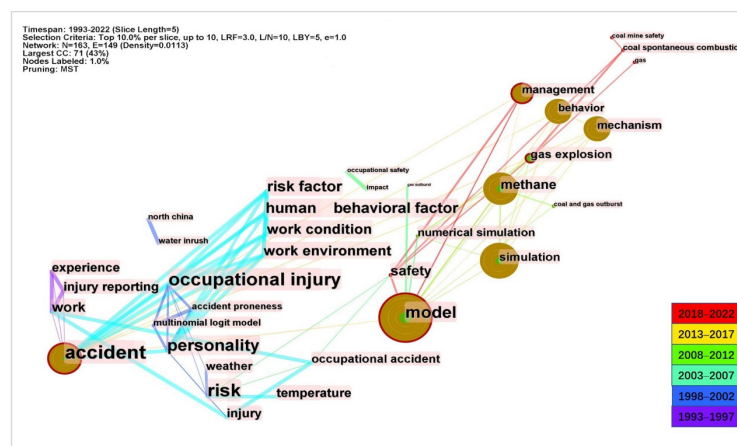 Timespan: 1993-2022 (Slice Length=5)
Selection Criteria: Top 10.0% per slice, up to 10, LRF=3.0, L/N=10, LBY=5, e=1.0
Network: N=163, E=149 (Density=0.0113)
Largest CC: 71 (43%)
Nodes Labeled: 1.0%
Pruning: MST
coal mine safety
coal spontaneous combustio
gas
management
behavior
mechanism
gas explosion
occupational safety
impact
gas outburst
methane
coal and gas outburst
risk factor
human
behavioral factor
work condition
work environment
north china
water inrush
numerical simulation
simulation
safety
experience
injury reporting
work
occupational injury
accident proneness
multinomial logit model
model
accident
personality
occupational accident
weather
risk
temperature
injury
2018–2022
2013–2017
2008–2012
2003–2007
1998–2002
1993–1997